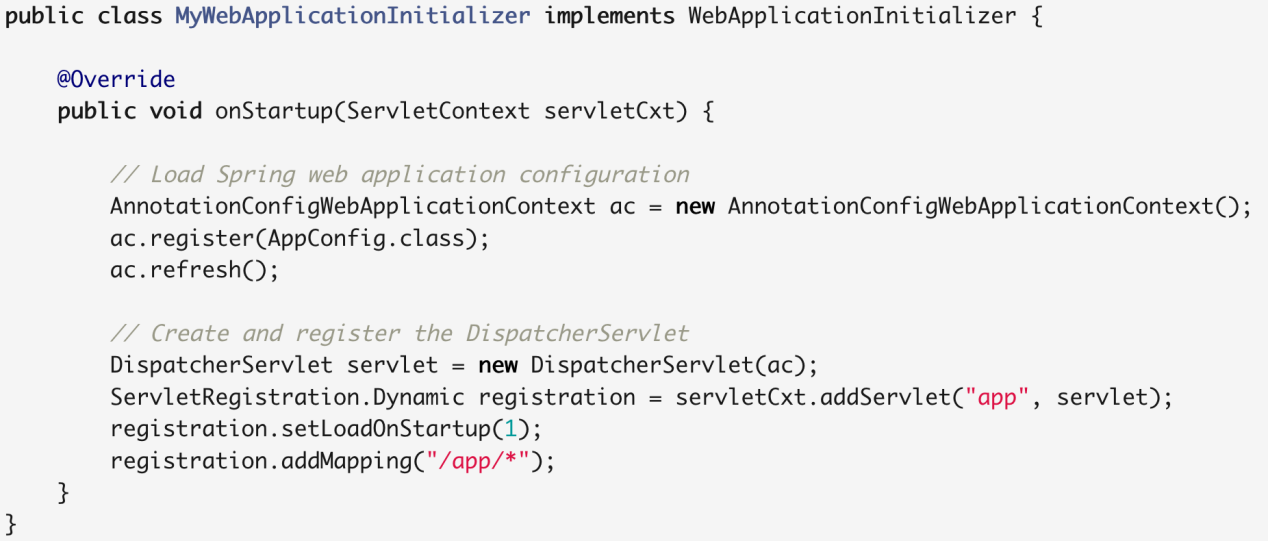 public class MyWebApplicationInitializer implements WebApplicationInitializer {
@Override
public void onStartup(ServletContext servletCxt) {
// Load Spring web application configuration
AnnotationConfigWebApplicationContext ac = new AnnotationConfigWebApplicationContext();
ac.register(AppConfig.class);
ac.refresh();
// Create and register the DispatcherServlet
DispatcherServlet servlet = new DispatcherServlet(ac);
ServletRegistration.Dynamic registration = servletCxt.addServlet("app", servlet);
registration.setLoadOnStartup(1);
registration.addMapping("/app/*");
}
}